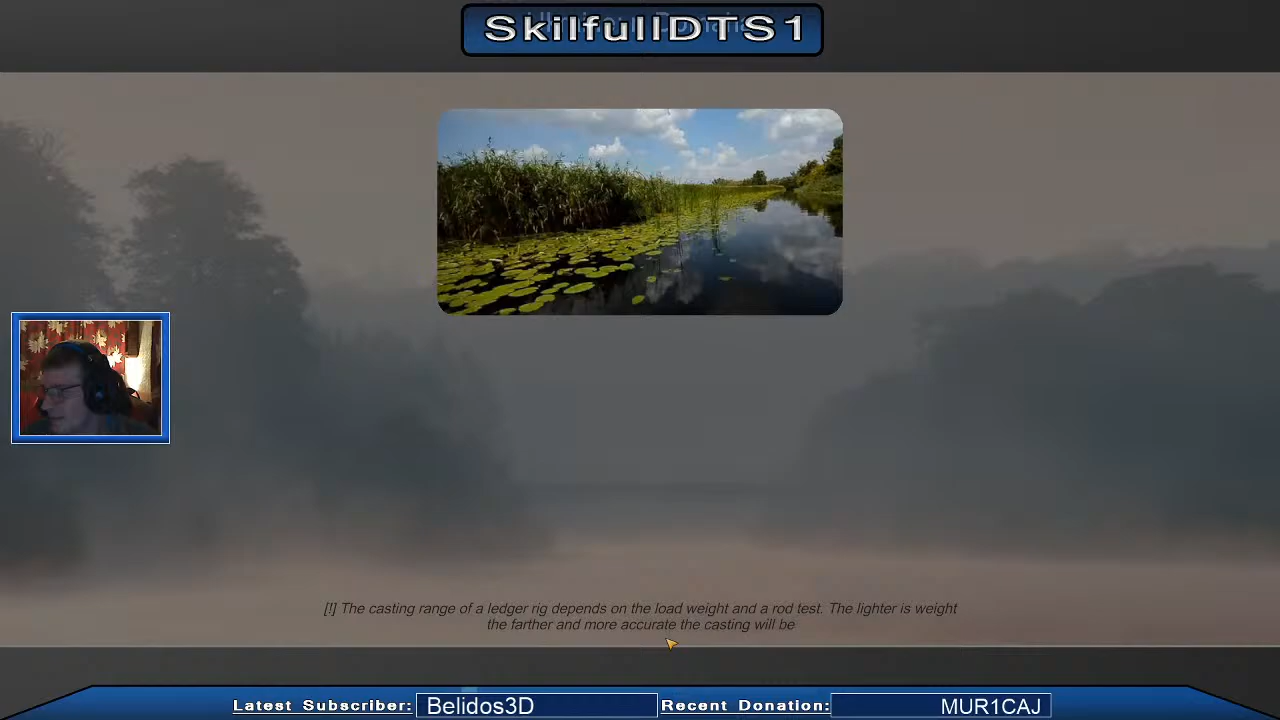 SkilfullDTS1
[!] The casting range of a ledger rig depends on the load weight and a rod test. The lighter is weight
the farther and more accurate the casting will be
Latest Subscriber: Belidos3D Recent Donation: MUR1CAJ